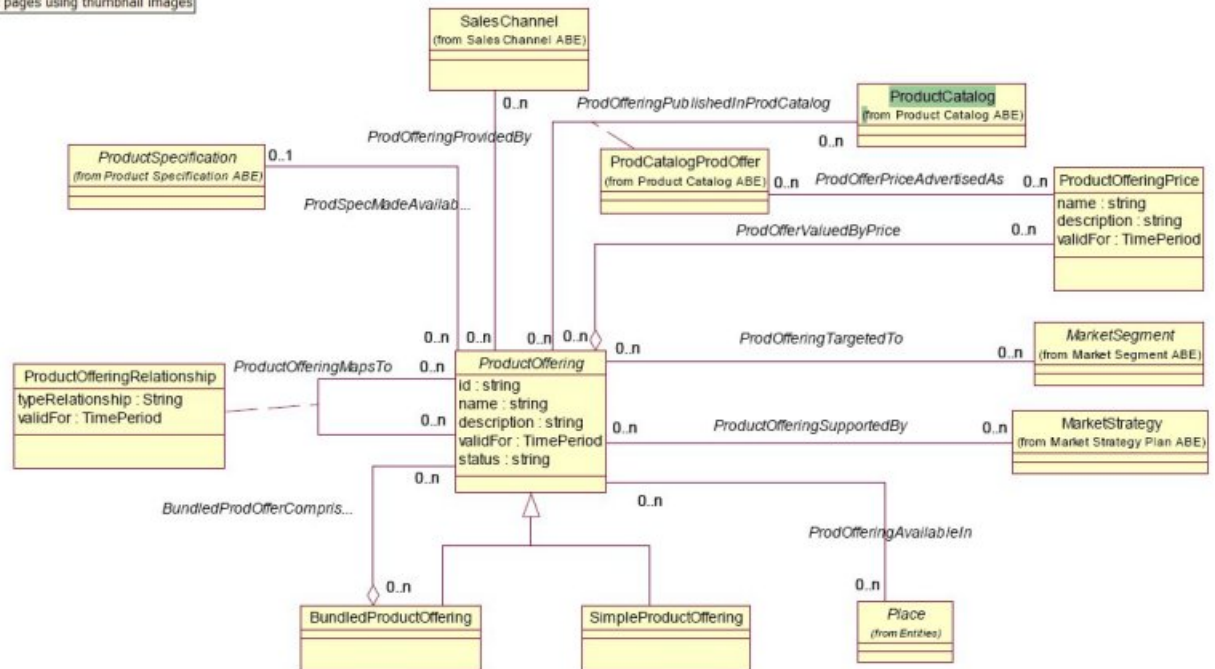 pages using thumbnail images
SalesChannel
(from Sales Channel ABE)
0..n
ProdOfferingPublishedInProdCatalog
ProductCatalog
(from Product Catalog ABE)
0..n
ProdOfferingProvidedBy
ProductSpecification
(from Product Specification ABE)
0..1
ProdCatalogProdOffer
(from Product Catalog ABE)
0..n
ProdOfferPriceAdvertisedAs
0..n
ProductOfferingPrice
name : string
description : string
validFor : TimePeriod
ProdSpecMadeAvailab...
ProdOfferValuedByPrice
0..n
0..n
0..n
0..n
0..n
0..n
ProdOfferingTargetedTo
0..n
MarketSegment
(from Market Segment ABE)
ProductOfferingRelationship
typeRelationship : String
validFor : TimePeriod
ProductOfferingMapsTo
0..n
0..n
ProductOffering
id : string
name : string
description : string
validFor : TimePeriod
status : string
0..n
ProductOfferingSupportedBy
0..n
MarketStrategy
(from Market Strategy Plan ABE)
0..n
BundledProdOfferCompris...
0..n
0..n
ProdOfferingAvailableIn
0..n
BundledProductOffering
SimpleProductOffering
Place
(from Entities)